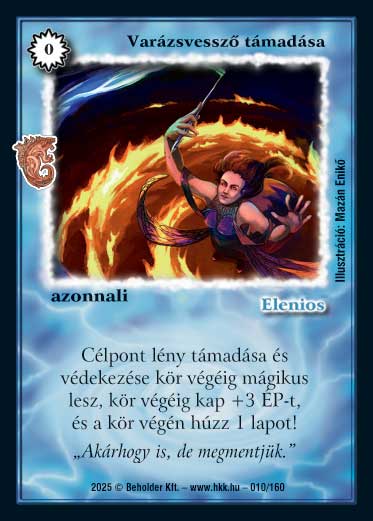 0
Varázsvessző támadása
Illusztráció: Mazán Enikő
azonnali
Elenios
Célpont lény támadása és
védekezése kör végéig mágikus
lesz, kör végéig kap +3 ÉP-t,
és a kör végén húzz 1 lapot!
„Akárhogy is, de megmentjük.”
2025 © Beholder Kft. – www.hkk.hu – 010/160